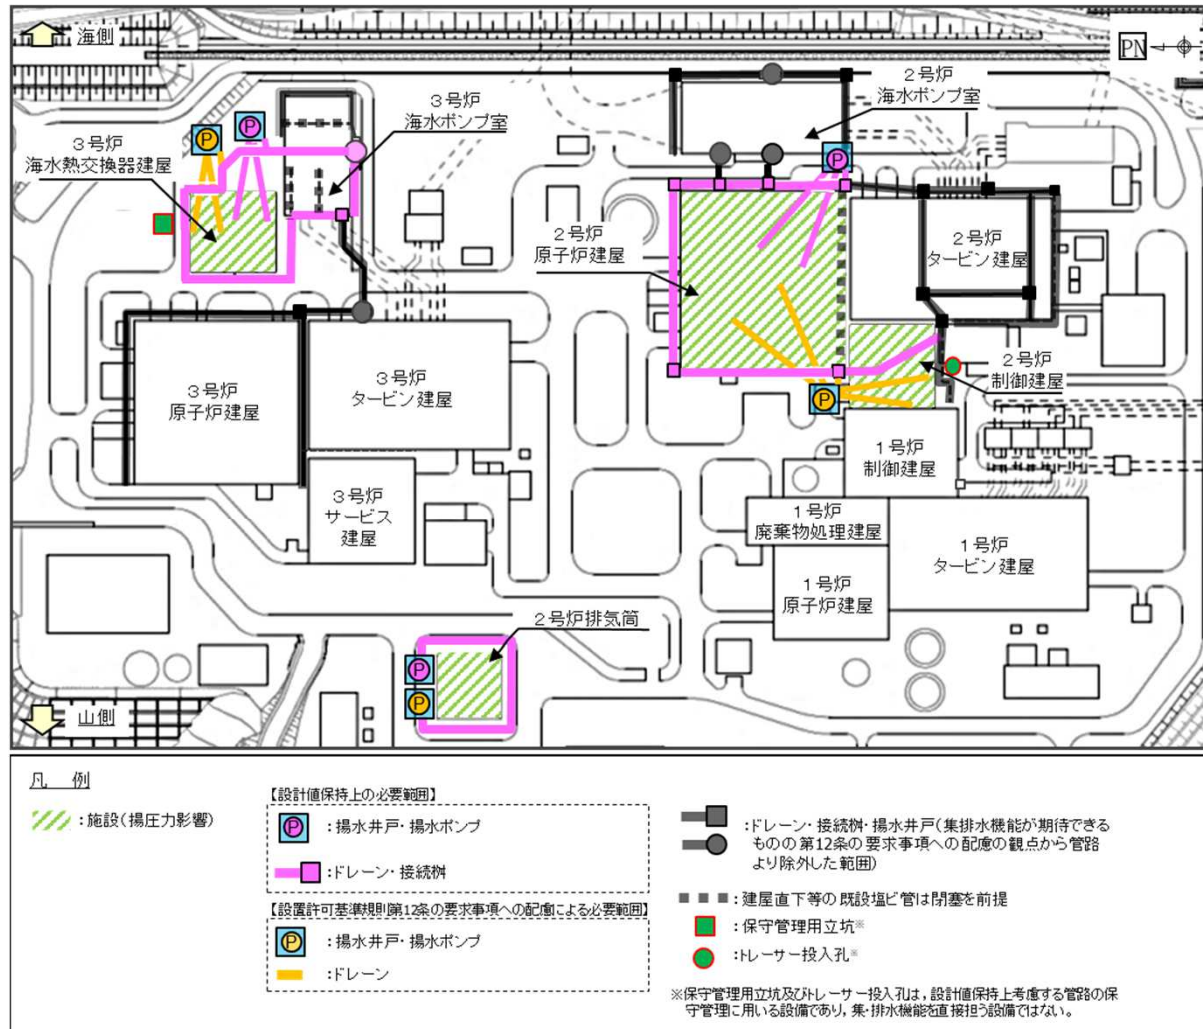 海側
PN
３号炉
海水熱交換器建屋
３号炉
海水ポンプ室
２号炉
海水ポンプ室
P
P
P
２号炉
原子炉建屋
２号炉
タービン建屋
２号炉
制御建屋
３号炉
原子炉建屋
３号炉
タービン建屋
P
１号炉
制御建屋
３号炉
サービス
建屋
１号炉
廃棄物処理建屋
１号炉
タービン建屋
１号炉
原子炉建屋
２号炉排気筒
P
P
山側
凡　例
：施設(揚圧力影響)
【設計値保持上の必要範囲】
P
：揚水井戸・揚水ポンプ
：ドレーン・接続桝
【設置許可基準規則第12条の要求事項への配慮による必要範囲】
P
：揚水井戸・揚水ポンプ
：ドレーン
：ドレーン・接続桝・揚水井戸(集排水機能が期待できる
ものの第12条の要求事項への配慮の観点から管路
より除外した範囲)
：建屋直下等の既設塩ビ管は閉塞を前提
：保守管理用立坑※
：トレーサー投入孔※
※保守管理用立坑及びトレーサー投入孔は，設計値保持上考慮する管路の保
守管理に用いる設備であり，集・排水機能を直接担う設備ではない。